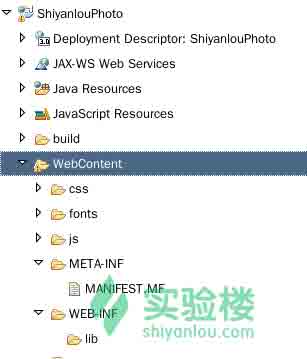 ShiyanlouPhoto
Deployment Descriptor: ShiyanlouPhoto
JAX-WS Web Services
Java Resources
JavaScript Resources
build
WebContent
css
fonts
js
META-INF
MANIFEST.MF
WEB-INF
lib
实验楼
shiyanlou.com